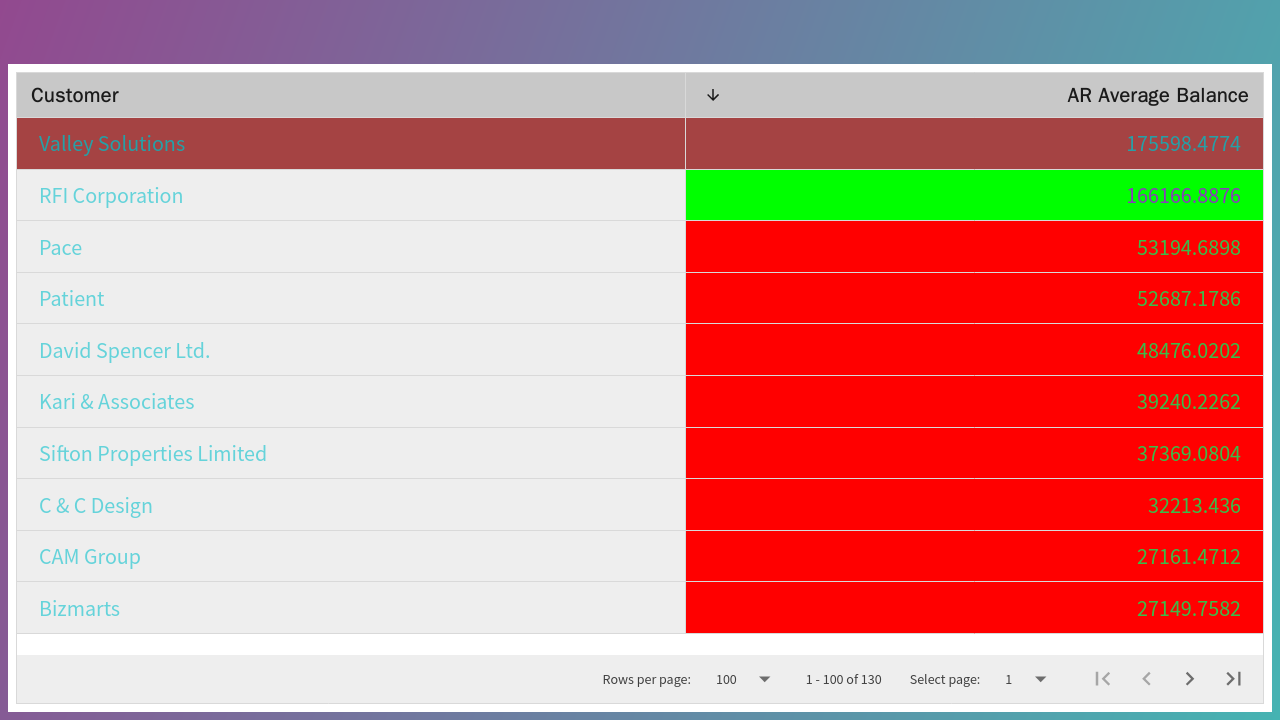 Customer AR Average Balance
Valley Solutions 175598.4774
RFI Corporation 166166.8876
Pace 53194.6898
Patient 52687.1786
David Spencer Ltd. 48476.0202
Kari & Associates 39240.2262
Sifton Properties Limited 37369.0804
C & C Design 32213.436
CAM Group 27161.4712
Bizmarts 27149.7582
Rows per page: 100 1 - 100 of 130 Select page: 1